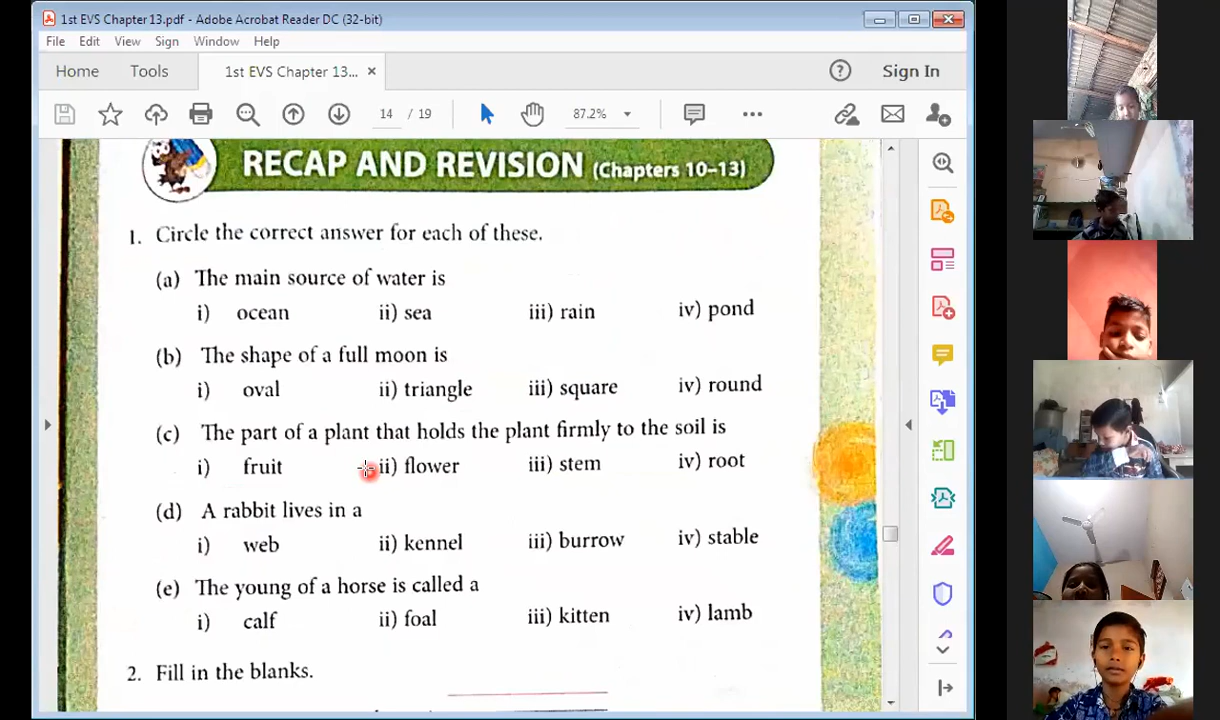 1st EVS Chapter 13.pdf - Adobe Acrobat Reader DC (32-bit)
File Edit View Sign Window Help
Home Tools 1st EVS Chapter 13... × Sign In
14 / 19 87.2%
RECAP AND REVISION (Chapters 10–13)
1. Circle the correct answer for each of these.
(a) The main source of water is
i) ocean ii) sea iii) rain iv) pond
(b) The shape of a full moon is
i) oval ii) triangle iii) square iv) round
(c) The part of a plant that holds the plant firmly to the soil is
i) fruit ii) flower iii) stem iv) root
(d) A rabbit lives in a
i) web ii) kennel iii) burrow iv) stable
(e) The young of a horse is called a
i) calf ii) foal iii) kitten iv) lamb
2. Fill in the blanks.